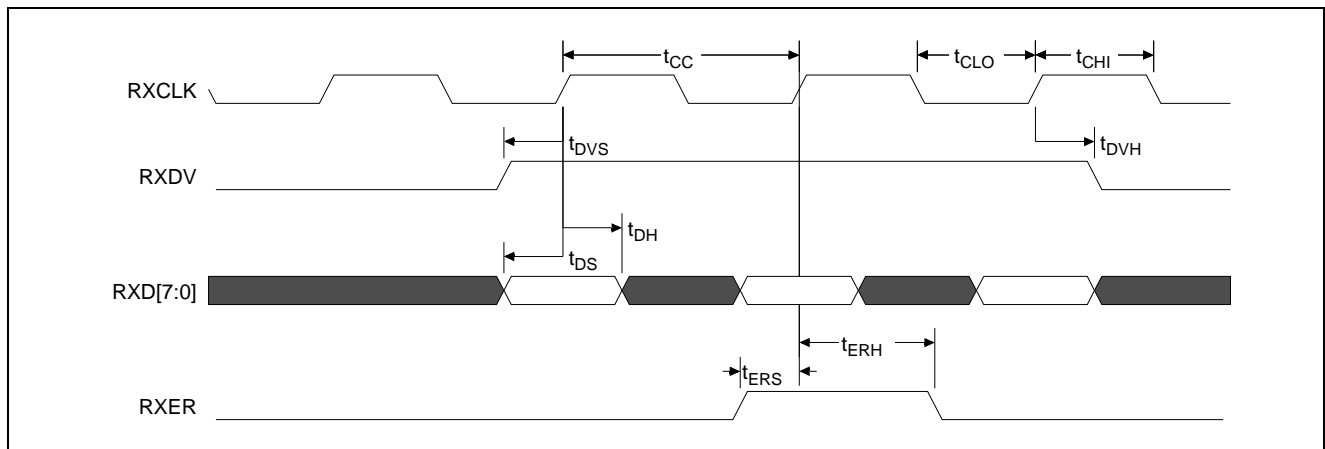 tCC
tCLO
tCHI
RXCLK
tDVS
tDVH
RXDV
tDH
tDS
RXD[7:0]
tERH
tERS
RXER